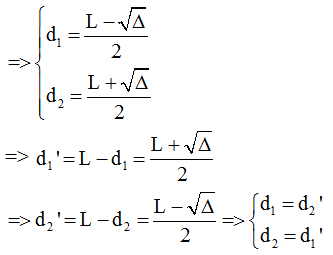 => { d₁ = (L − √Δ)/2
d₂ = (L + √Δ)/2
=> d₁' = L − d₁ = (L + √Δ)/2
=> d₂' = L − d₂ = (L − √Δ)/2 => { d₁ = d₂'
d₂ = d₁'